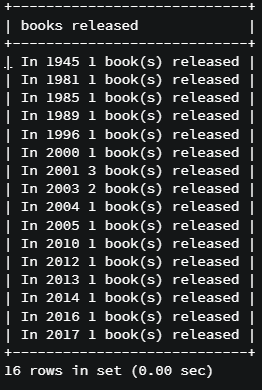 +----------------------------+
| books released             |
+----------------------------+
| In 1945 1 book(s) released |
| In 1981 1 book(s) released |
| In 1985 1 book(s) released |
| In 1989 1 book(s) released |
| In 1996 1 book(s) released |
| In 2000 1 book(s) released |
| In 2001 3 book(s) released |
| In 2003 2 book(s) released |
| In 2004 1 book(s) released |
| In 2005 1 book(s) released |
| In 2010 1 book(s) released |
| In 2012 1 book(s) released |
| In 2013 1 book(s) released |
| In 2014 1 book(s) released |
| In 2016 1 book(s) released |
| In 2017 1 book(s) released |
+----------------------------+
16 rows in set (0.00 sec)